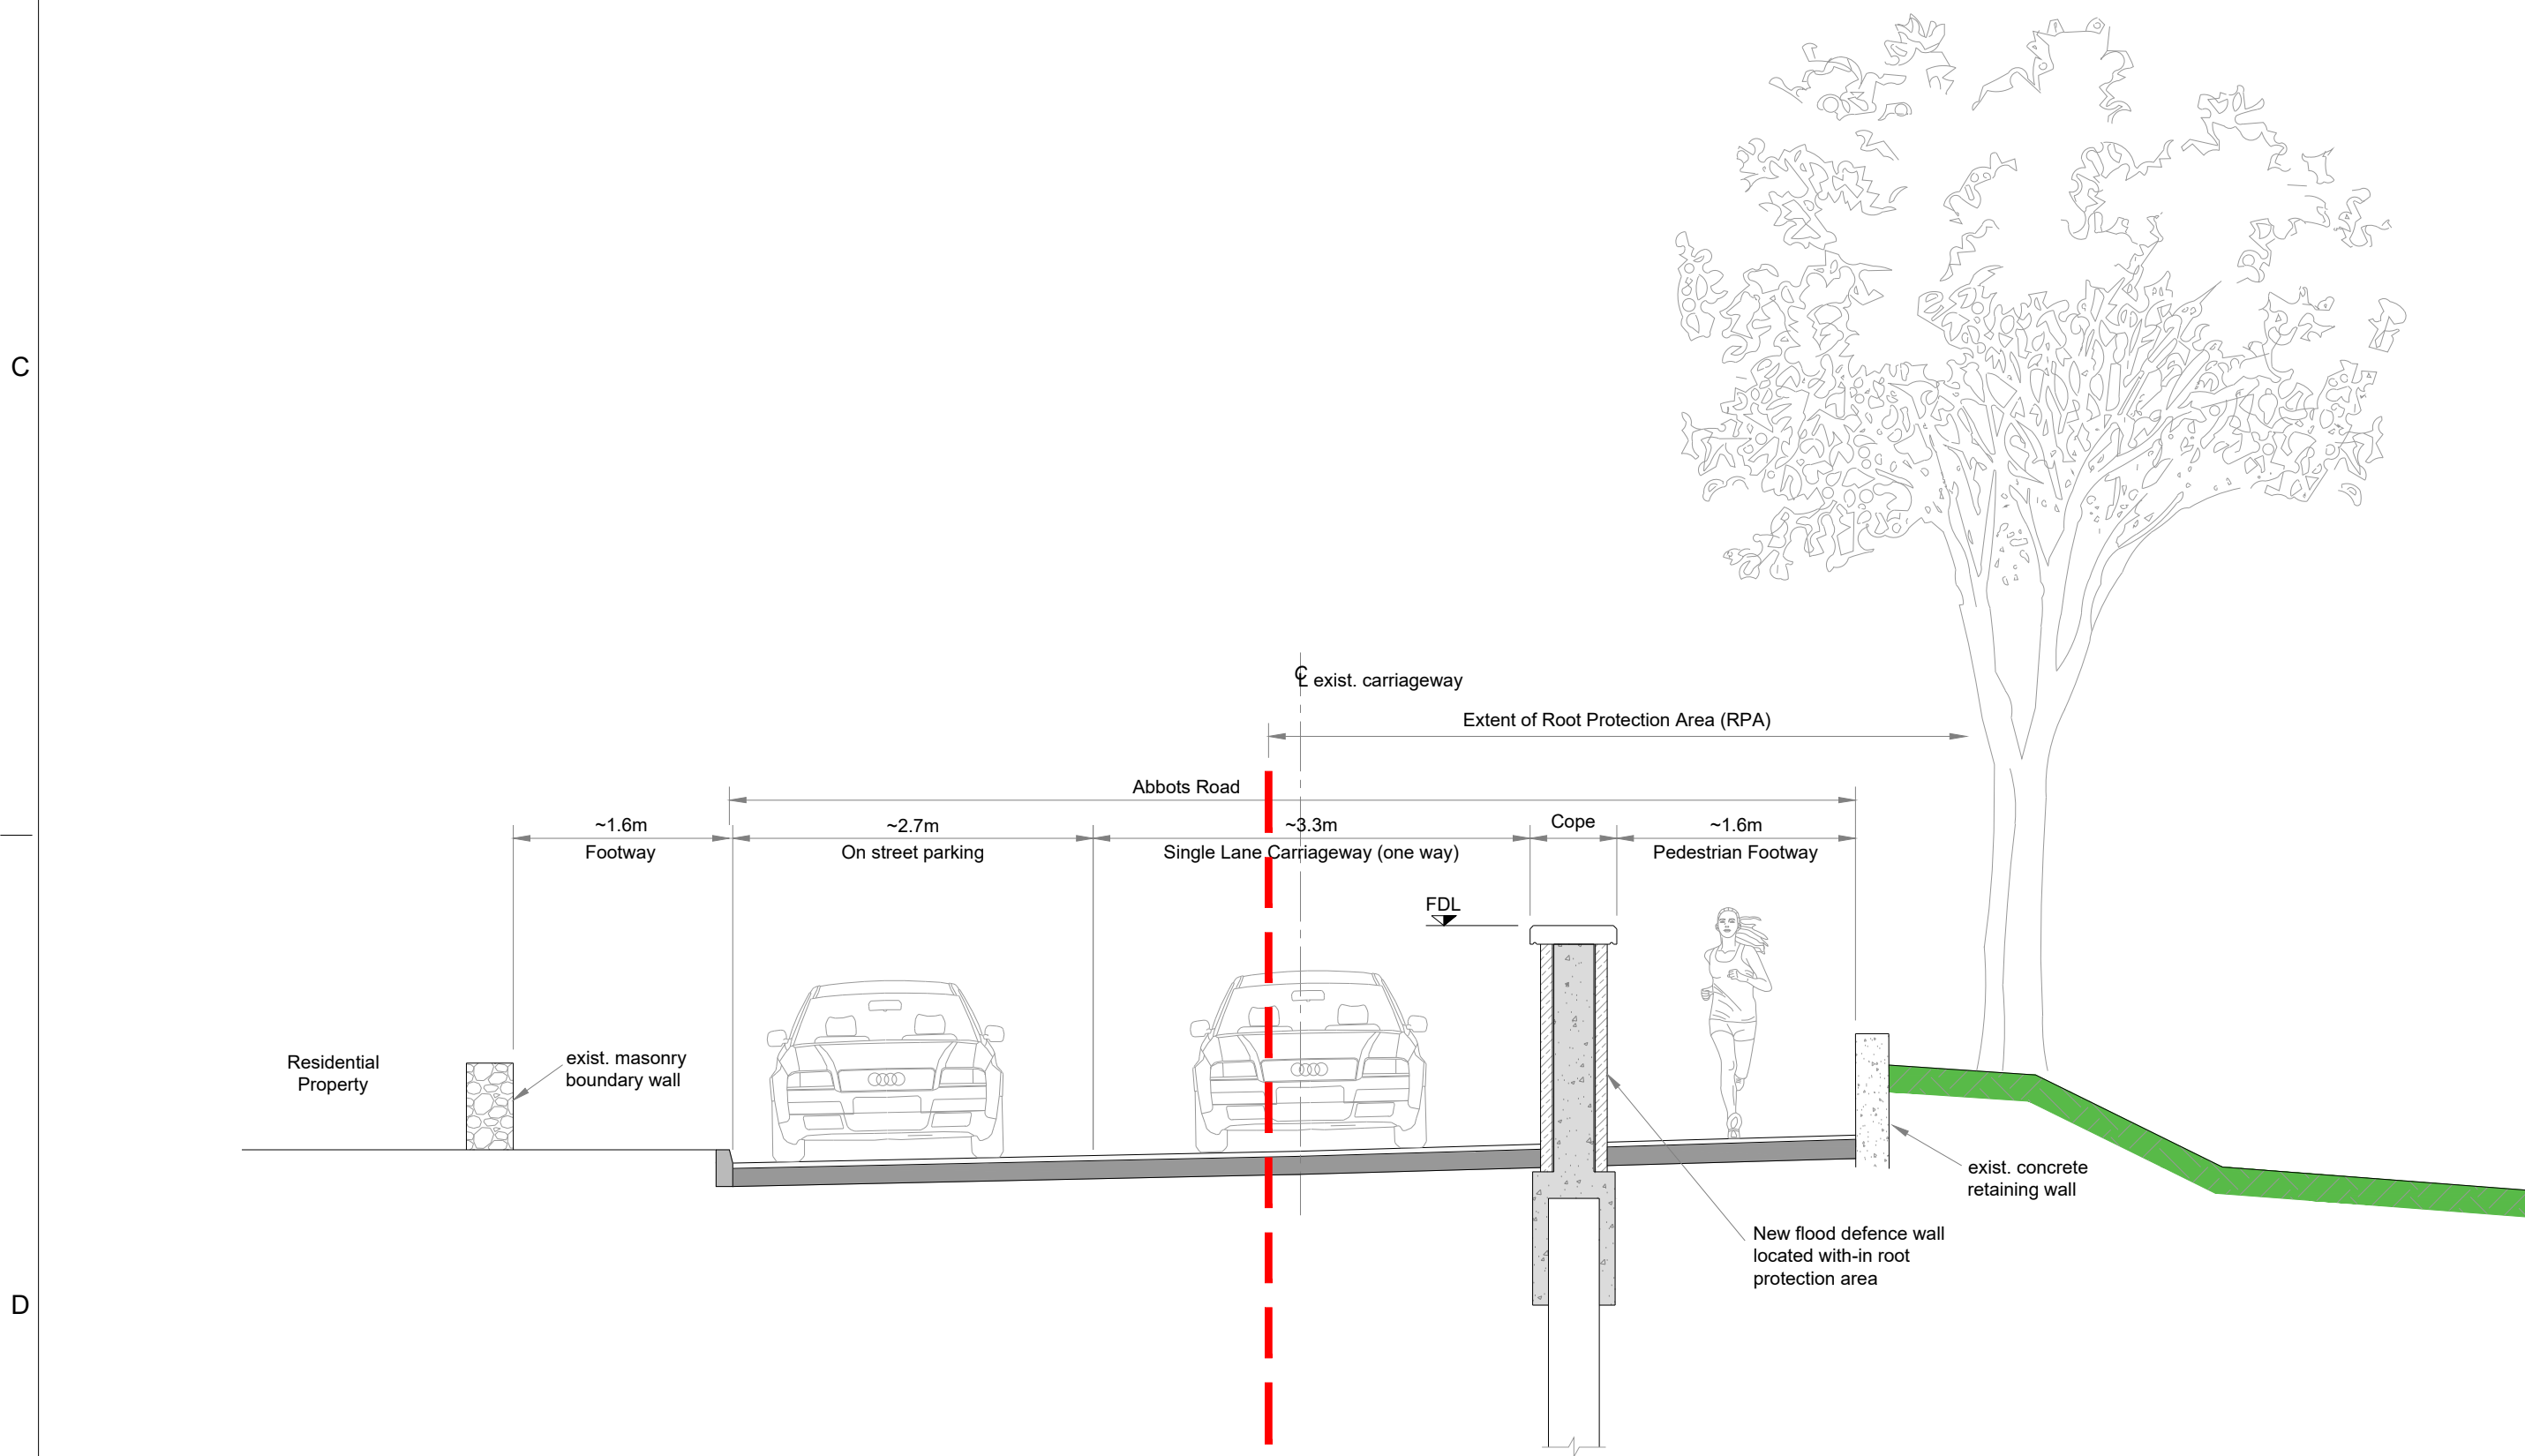 C
℄ exist. carriageway
Extent of Root Protection Area (RPA)
Abbots Road
~1.6m
~2.7m
~3.3m
Cope
~1.6m
Footway
On street parking
Single Lane Carriageway (one way)
Pedestrian Footway
FDL
Residential
Property
exist. masonry
boundary wall
exist. concrete
retaining wall
New flood defence wall
located with-in root
protection area
D